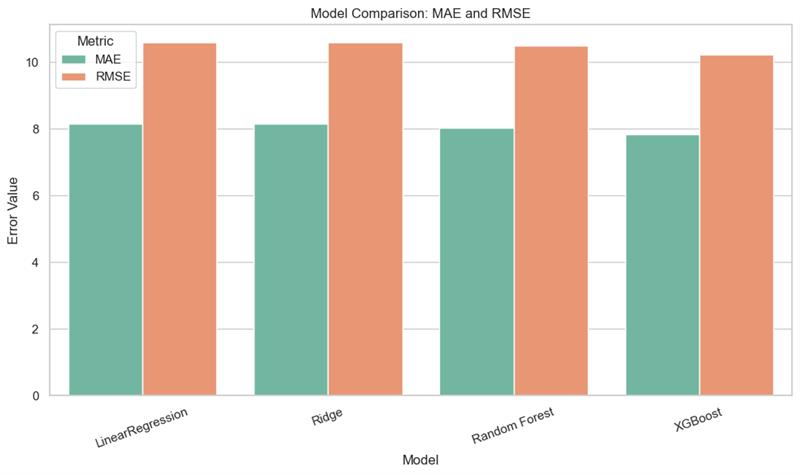 Model Comparison: MAE and RMSE
Metric
MAE
RMSE
Error Value
10
8
6
4
2
0
LinearRegression
Ridge
Random Forest
XGBoost
Model